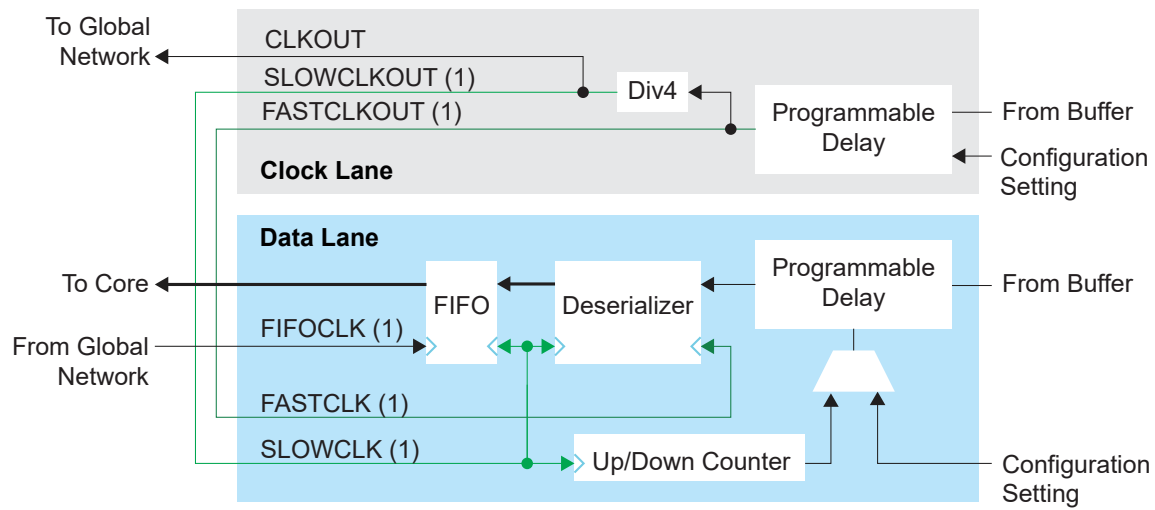 To Global
Network
CLKOUT
SLOWCLKOUT (1)
Div4
FASTCLKOUT (1)
Programmable
Delay
From Buffer
Configuration
Setting
Clock Lane
Data Lane
To Core
FIFO
Deserializer
Programmable
Delay
From Buffer
FIFOCLK (1)
From Global
Network
FASTCLK (1)
SLOWCLK (1)
Up/Down Counter
Configuration
Setting